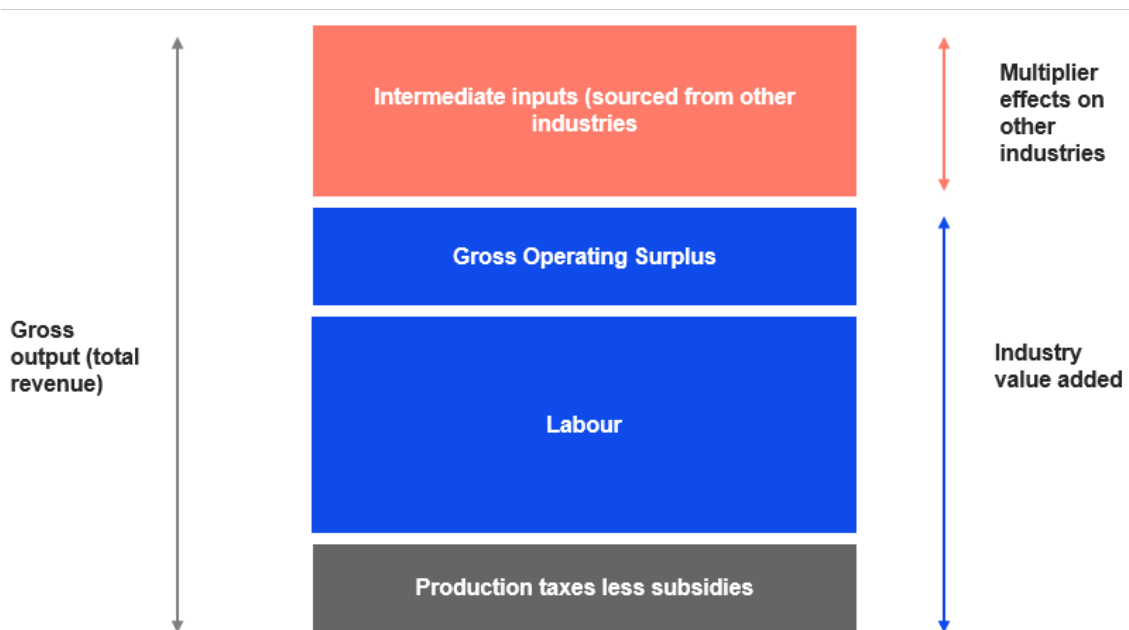 Intermediate inputs (sourced from other
industries
Multiplier
effects on
other
industries
Gross Operating Surplus
Gross
output (total
revenue)
Industry
value added
Labour
Production taxes less subsidies